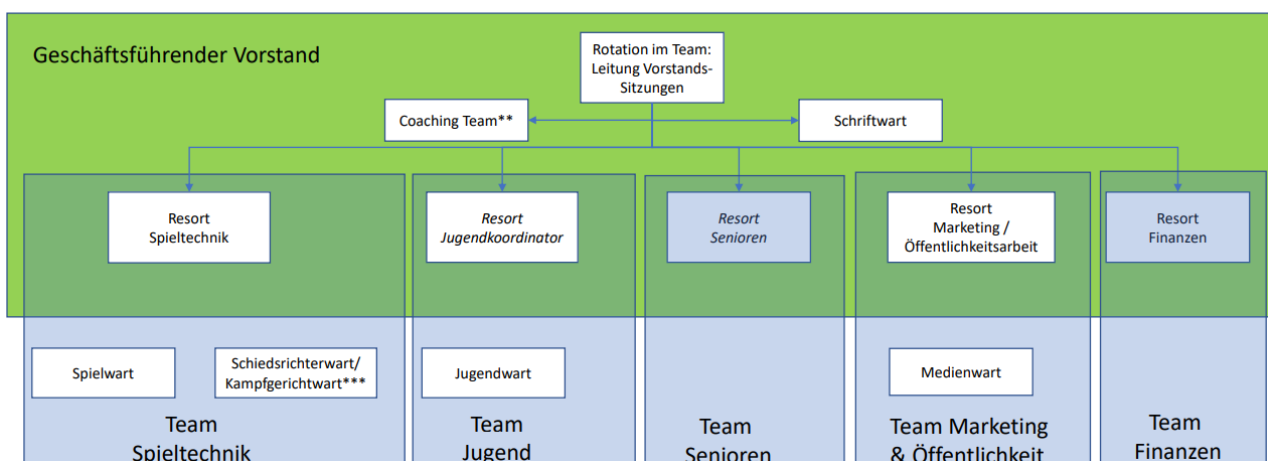 Geschäftsführender Vorstand
Rotation im Team:
Leitung Vorstands-
Sitzungen
Coaching Team**
Schriftwart
Resort
Spieltechnik
Resort
Jugendkoordinator
Resort
Senioren
Resort
Marketing /
Öffentlichkeitsarbeit
Resort
Finanzen
Spielwart
Schiedsrichterwart/
Kampfgerichtwart***
Jugendwart
Medienwart
Team
Spieltechnik
Team
Jugend
Team
Senioren
Team Marketing
& Öffentlichkeit
Team
Finanzen